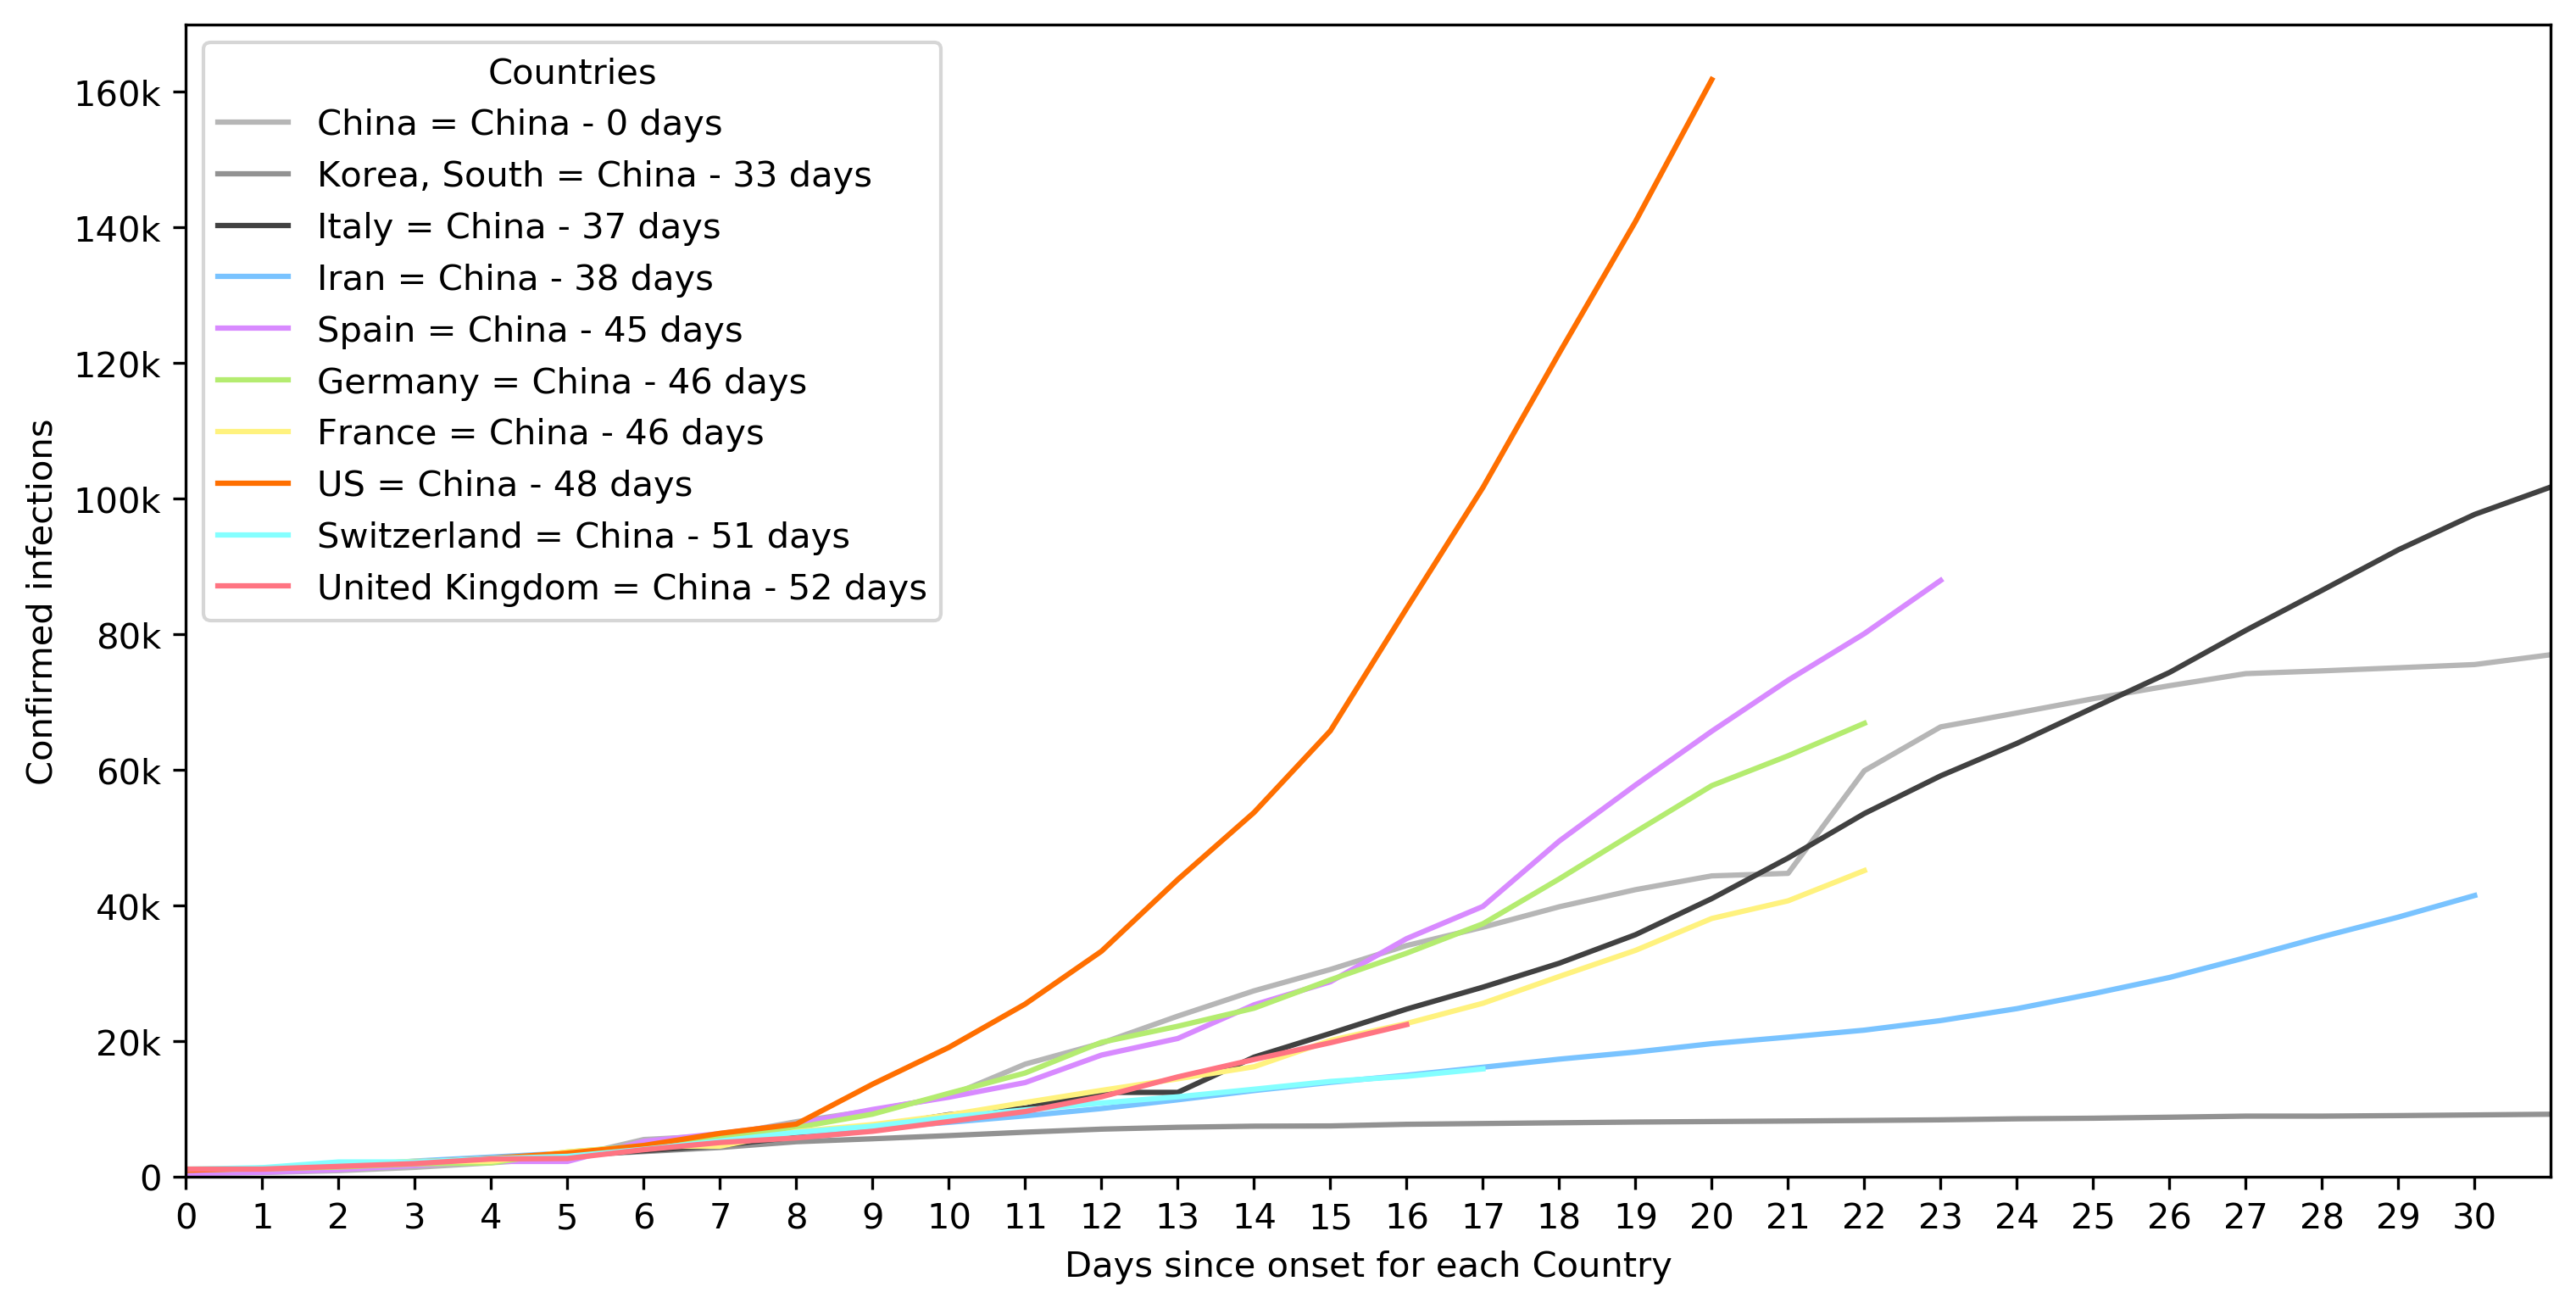 Countries
China = China - 0 days
Korea, South = China - 33 days
Italy = China - 37 days
Iran = China - 38 days
Spain = China - 45 days
Germany = China - 46 days
France = China - 46 days
US = China - 48 days
Switzerland = China - 51 days
United Kingdom = China - 52 days
160k
140k
120k
100k
80k
60k
40k
20k
0
Confirmed infections
0 1 2 3 4 5 6 7 8 9 10 11 12 13 14 15 16 17 18 19 20 21 22 23 24 25 26 27 28 29 30
Days since onset for each Country